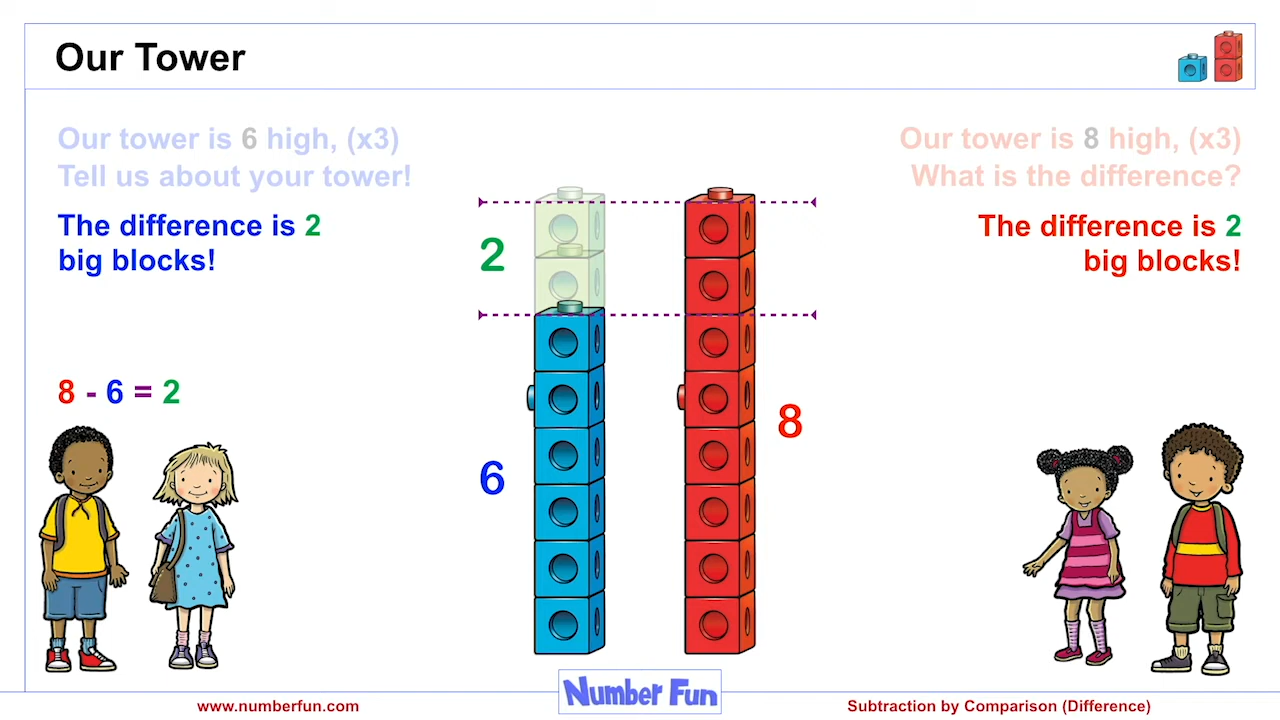 Our Tower
Our tower is 6 high, (x3)
Tell us about your tower!
The difference is 2
big blocks!
Our tower is 8 high, (x3)
What is the difference?
The difference is 2
big blocks!
2
8 - 6 = 2
8
6
Number Fun
www.numberfun.com
Subtraction by Comparison (Difference)